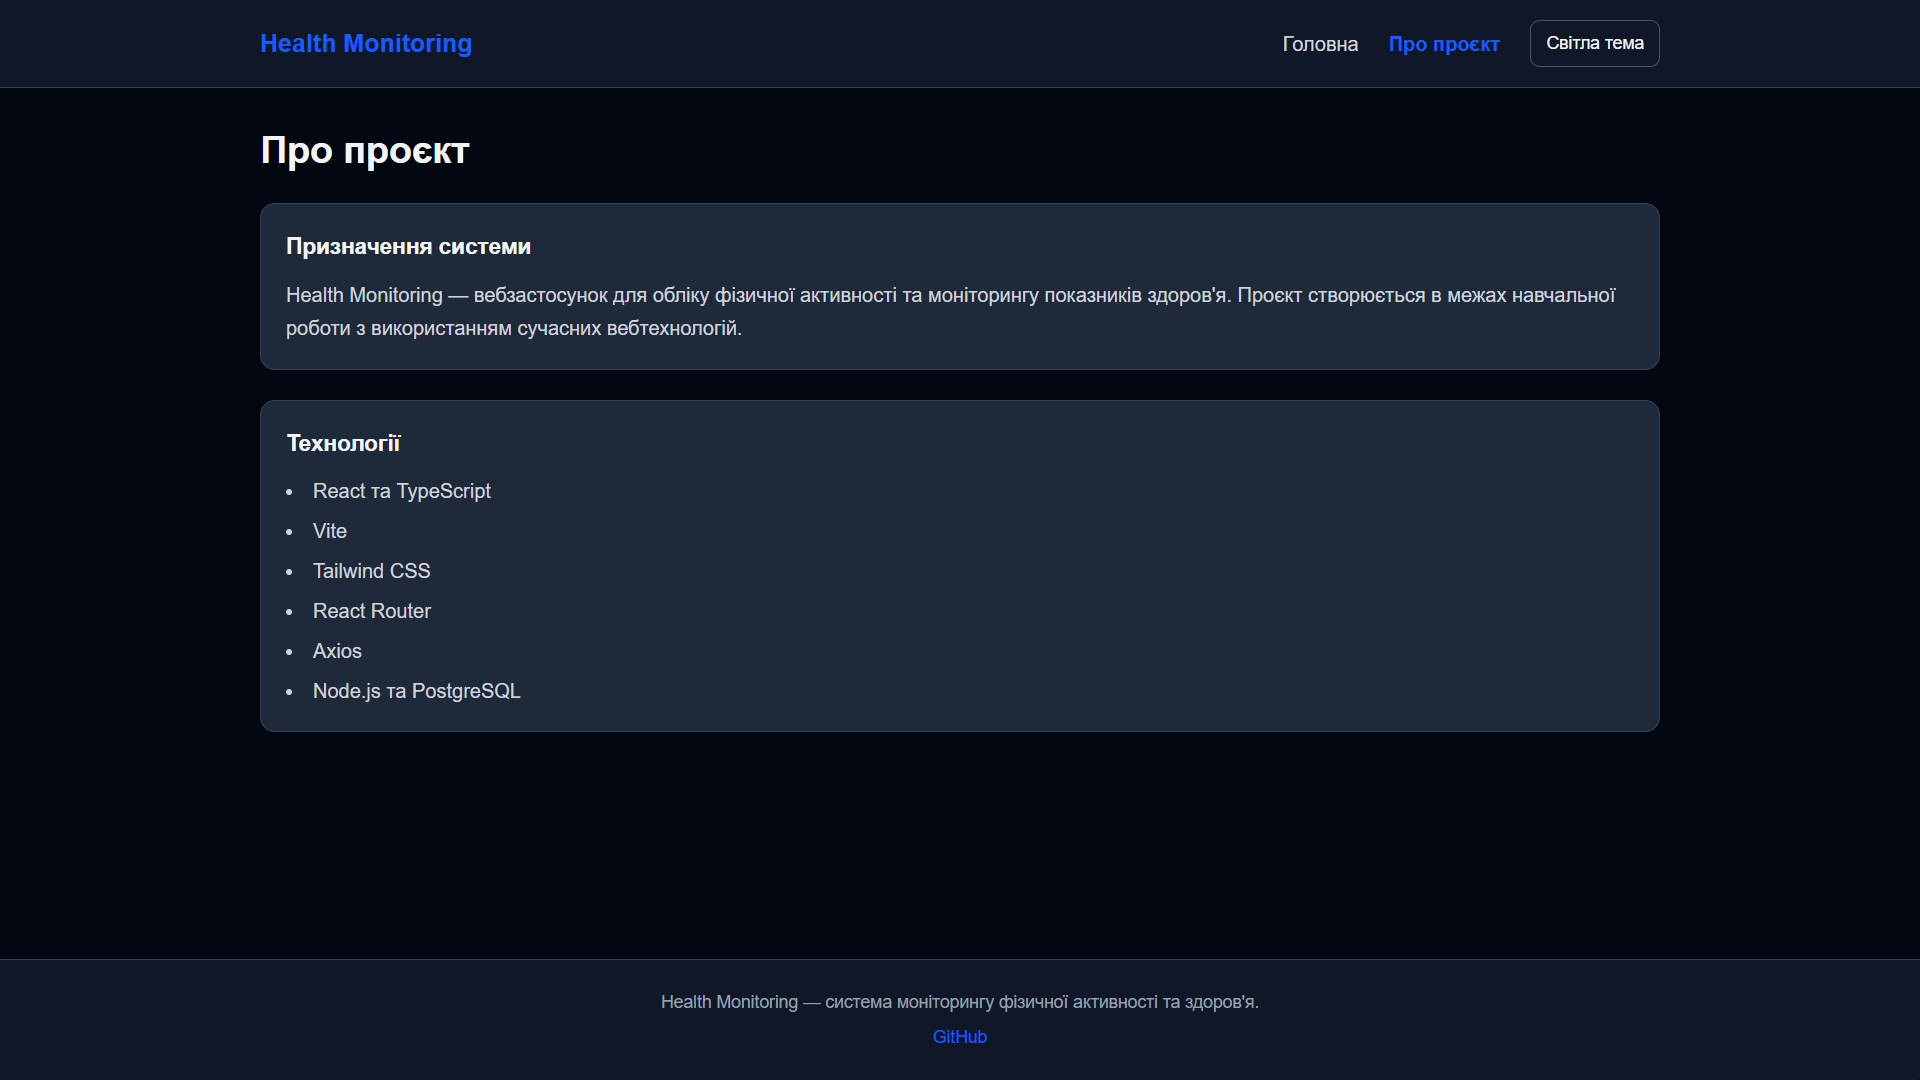 Health Monitoring
Головна
Про проєкт
Світла тема
Про проєкт
Призначення системи
Health Monitoring — вебзастосунок для обліку фізичної активності та моніторингу показників здоров'я. Проєкт створюється в межах навчальної
роботи з використанням сучасних вебтехнологій.
Технології
• React та TypeScript
• Vite
• Tailwind CSS
• React Router
• Axios
• Node.js та PostgreSQL
Health Monitoring — система моніторингу фізичної активності та здоров'я.
GitHub